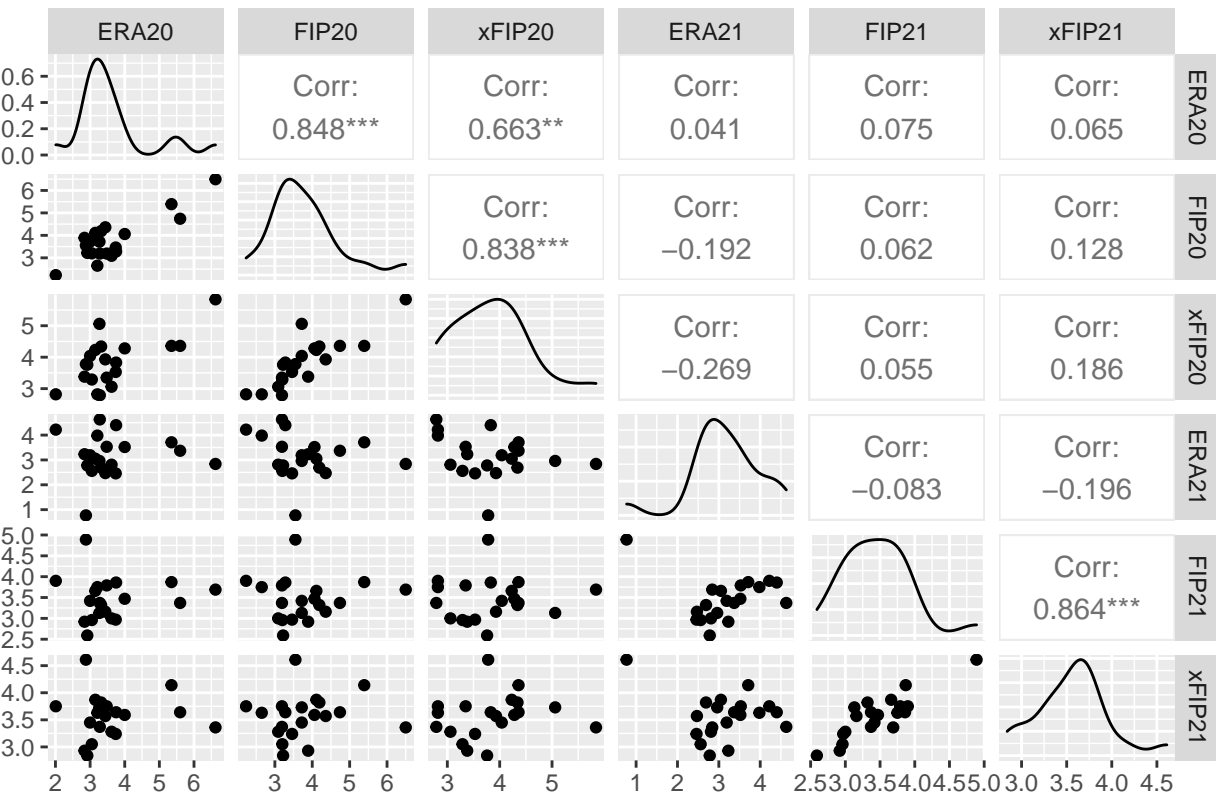 ERA20 FIP20 xFIP20 ERA21 FIP21 xFIP21
0.6
0.4
0.2
0.0
Corr:
0.848***
Corr:
0.663**
Corr:
0.041
Corr:
0.075
Corr:
0.065
ERA20
6
5
4
3
Corr:
0.838***
Corr:
−0.192
Corr:
0.062
Corr:
0.128
FIP20
5
4
3
Corr:
−0.269
Corr:
0.055
Corr:
0.186
xFIP20
4
3
2
1
Corr:
−0.083
Corr:
−0.196
ERA21
5.0
4.5
4.0
3.5
3.0
2.5
Corr:
0.864***
FIP21
4.5
4.0
3.5
3.0
xFIP21
2 3 4 5 6 3 4 5 6 3 4 5 1 2 3 4 2.53.03.54.04.55.0 3.0 3.5 4.0 4.5